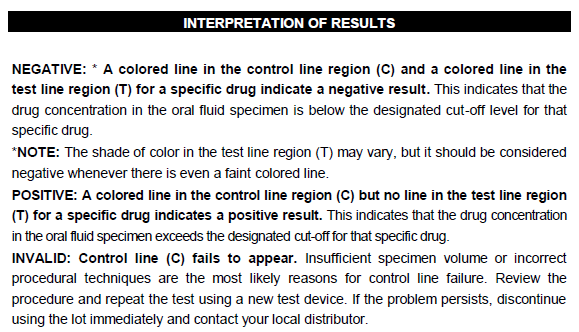 INTERPRETATION OF RESULTS
NEGATIVE: * A colored line in the control line region (C) and a colored line in the
test line region (T) for a specific drug indicate a negative result. This indicates that the
drug concentration in the oral fluid specimen is below the designated cut-off level for that
specific drug.
*NOTE: The shade of color in the test line region (T) may vary, but it should be considered
negative whenever there is even a faint colored line.
POSITIVE: A colored line in the control line region (C) but no line in the test line region
(T) for a specific drug indicates a positive result. This indicates that the drug concentration
in the oral fluid specimen exceeds the designated cut-off for that specific drug.
INVALID: Control line (C) fails to appear. Insufficient specimen volume or incorrect
procedural techniques are the most likely reasons for control line failure. Review the
procedure and repeat the test using a new test device. If the problem persists, discontinue
using the lot immediately and contact your local distributor.